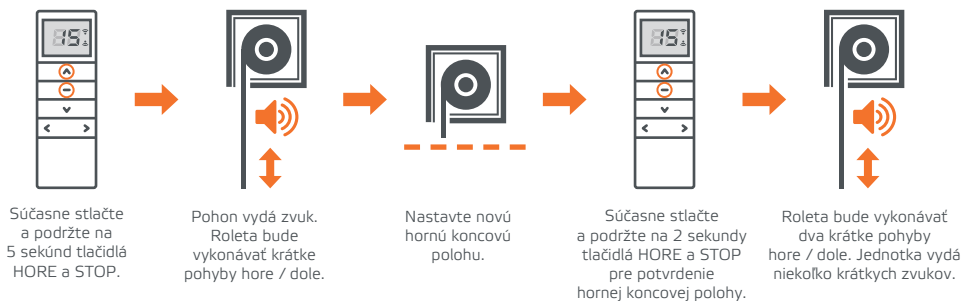 15
15
Súčasne stlačte
a podržte na
5 sekúnd tlačidlá
HORE a STOP.
Pohon vydá zvuk.
Roleta bude
vykonávať krátke
pohyby hore / dole.
Nastavte novú
hornú koncovú
polohu.
Súčasne stlačte
a podržte na 2 sekundy
tlačidlá HORE a STOP
pre potvrdenie
hornej koncovej polohy.
Roleta bude vykonávať
dva krátke pohyby
hore / dole. Jednotka vydá
niekoľko krátkych zvukov.